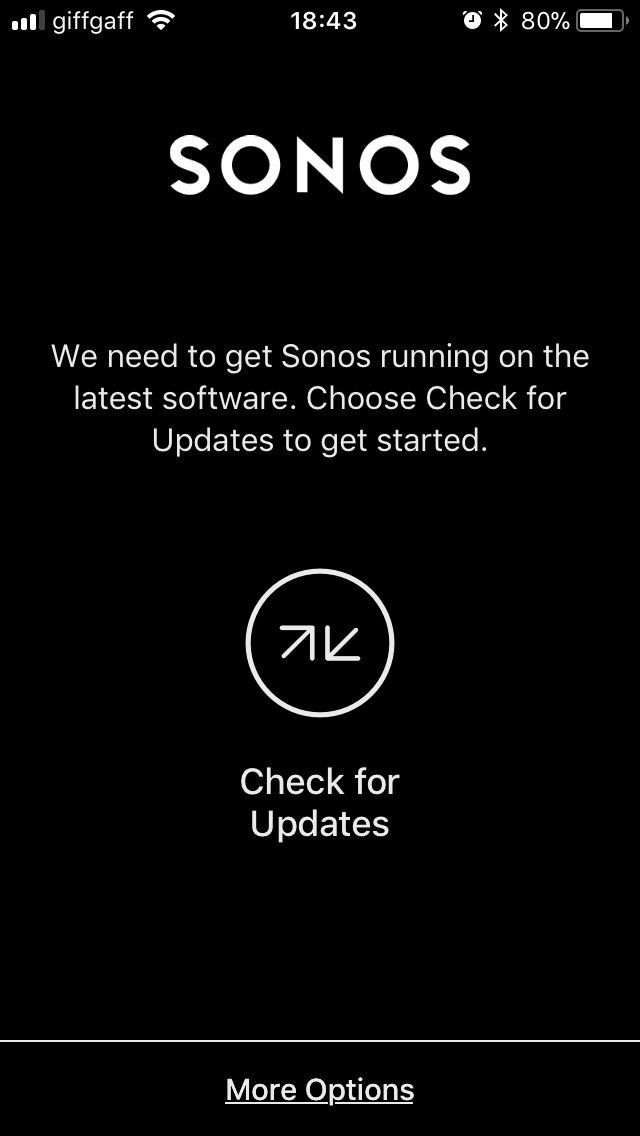 giffgaff 18:43 80%
SONOS
We need to get Sonos running on the
latest software. Choose Check for
Updates to get started.
Check for
Updates
More Options